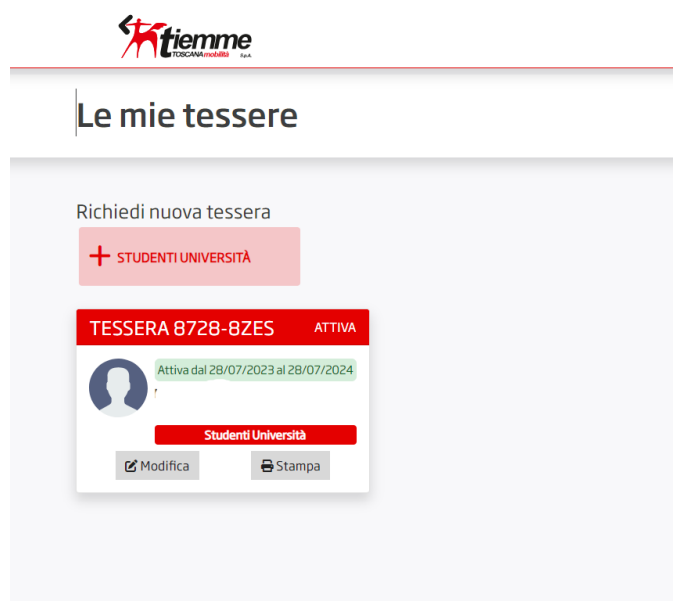 tiemme
TOSCANA mobilità S.p.A.
Le mie tessere
Richiedi nuova tessera
+ STUDENTI UNIVERSITÀ
TESSERA 8728-8ZES ATTIVA
Attiva dal 28/07/2023 al 28/07/2024
Studenti Università
Modifica Stampa